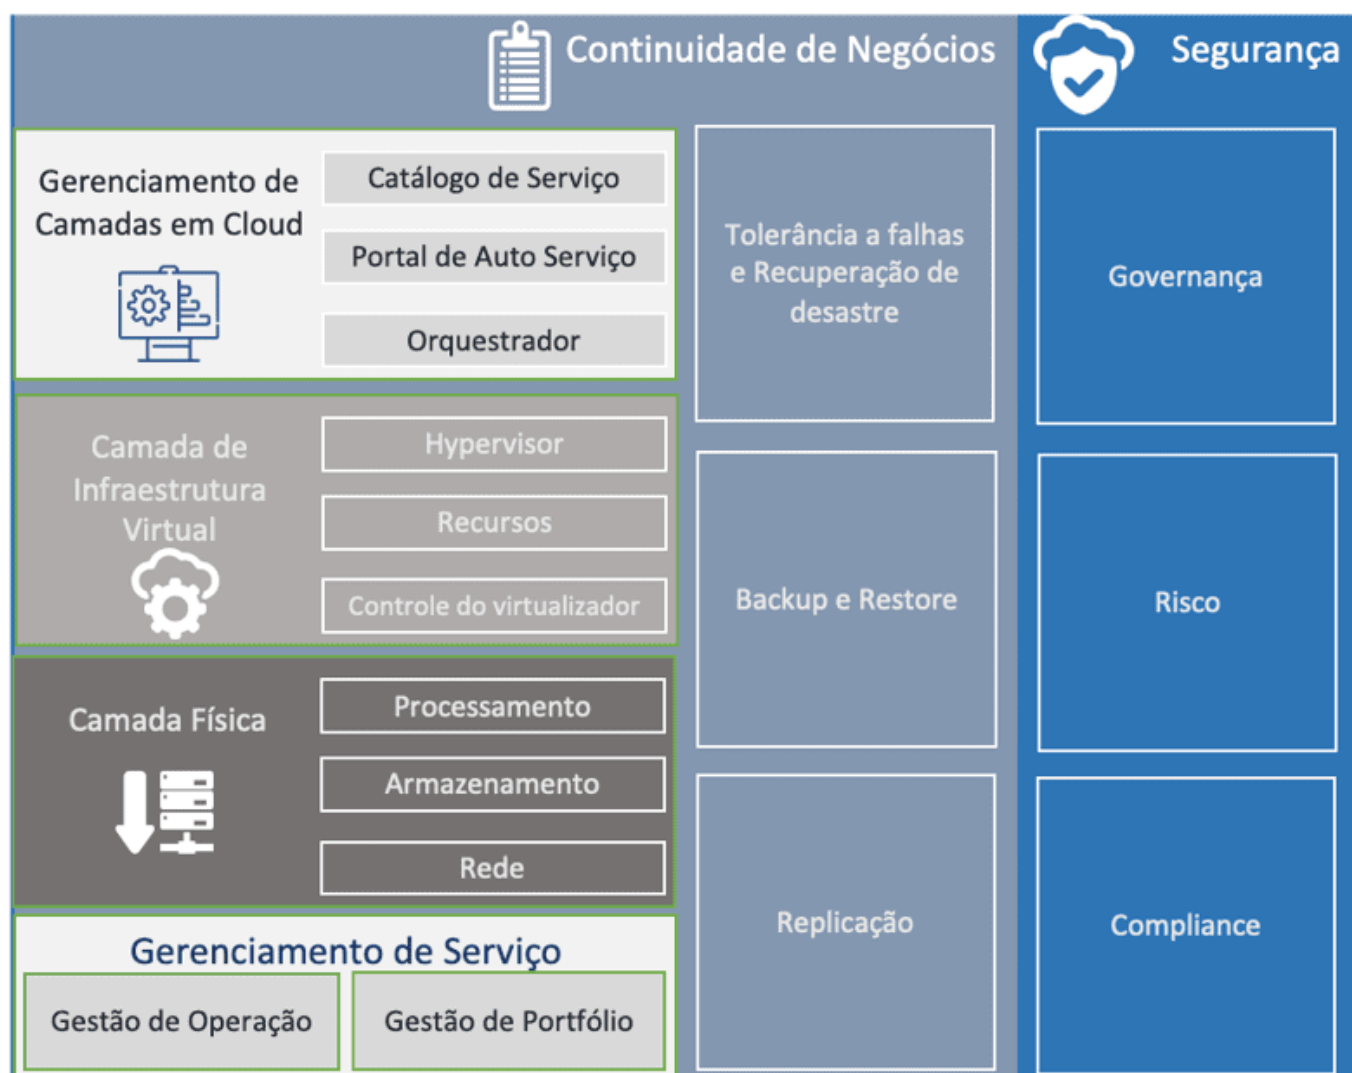 Continuidade de Negócios
Segurança
Gerenciamento de
Camadas em Cloud
Catálogo de Serviço
Portal de Auto Serviço
Orquestrador
Camada de
Infraestrutura
Virtual
Hypervisor
Recursos
Controle do virtualizador
Camada Física
Processamento
Armazenamento
Rede
Gerenciamento de Serviço
Gestão de Operação
Gestão de Portfólio
Tolerância a falhas
e Recuperação de
desastre
Backup e Restore
Replicação
Governança
Risco
Compliance